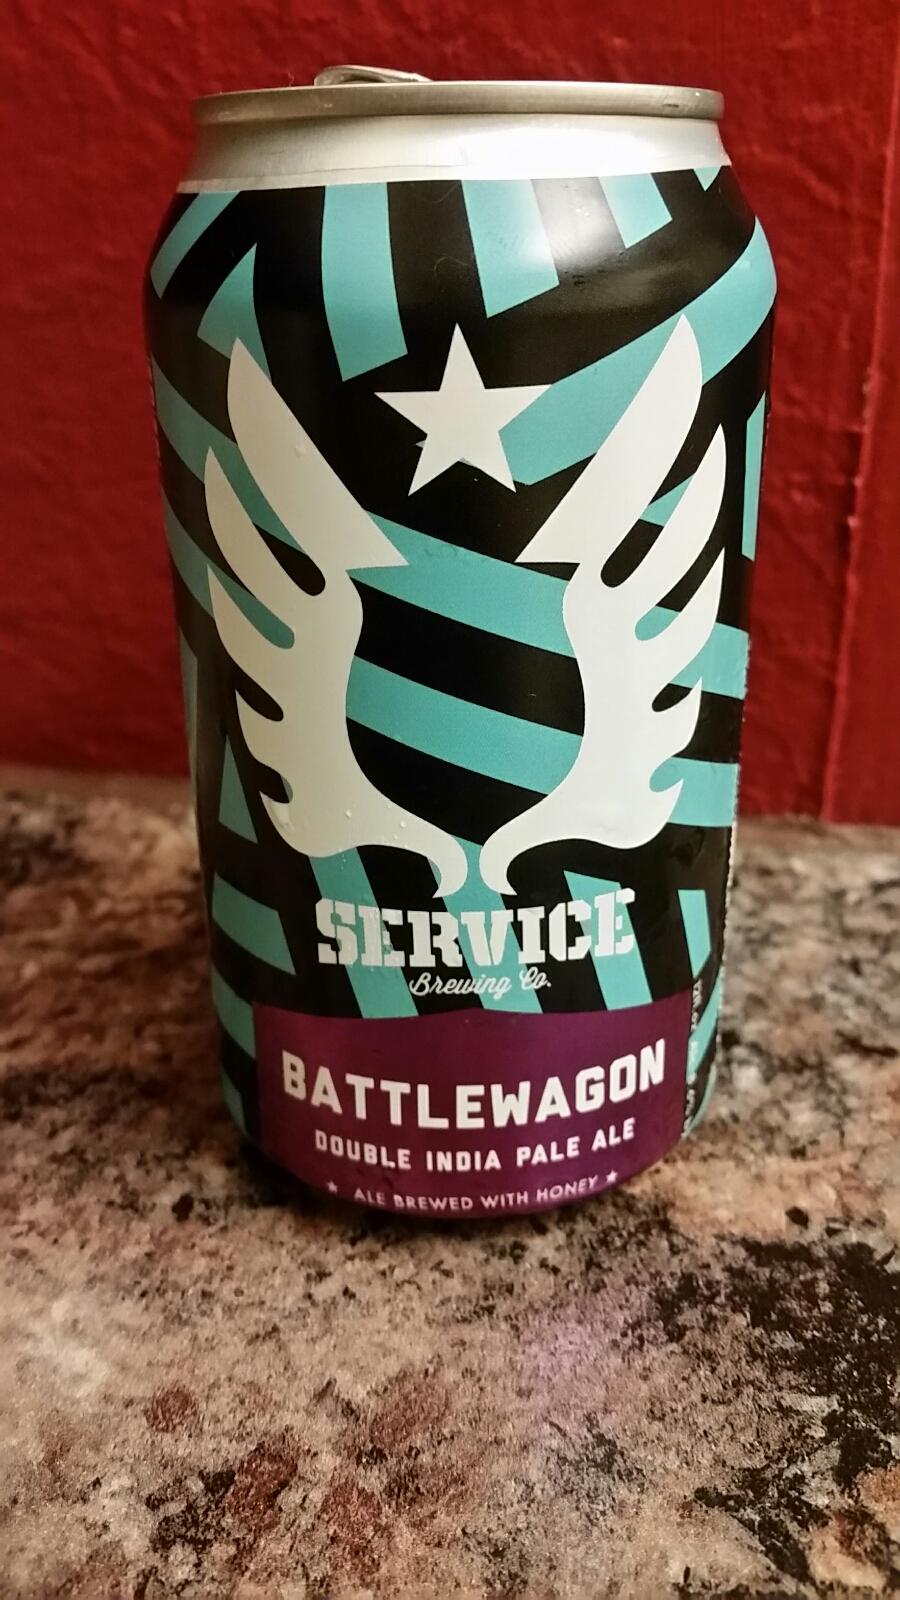 SERVICE
Brewing Co.
BATTLEWAGON
DOUBLE INDIA PALE ALE
ALE BREWED WITH HONEY